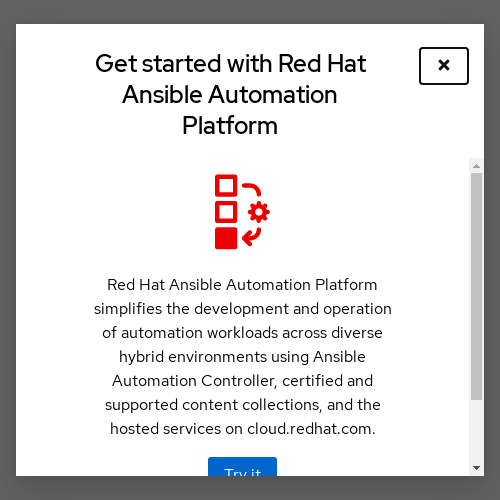 Get started with Red Hat
Ansible Automation
Platform
Red Hat Ansible Automation Platform
simplifies the development and operation
of automation workloads across diverse
hybrid environments using Ansible
Automation Controller, certified and
supported content collections, and the
hosted services on cloud.redhat.com.
Try it